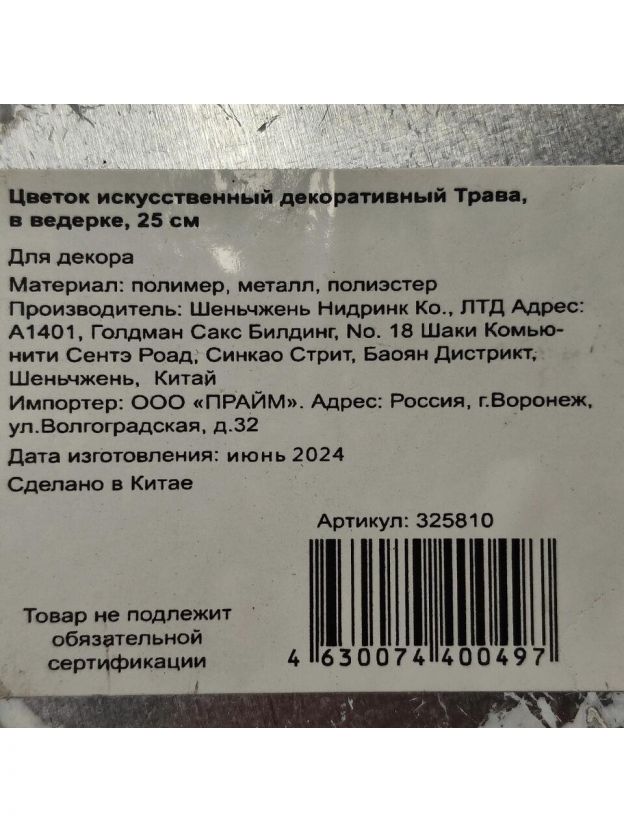 Цветок искусственный декоративный Трава,
в ведерке, 25 см
Для декора
Материал: полимер, металл, полиэстер
Производитель: Шеньчжень Нидринк Ко., ЛТД Адрес:
А1401, Голдман Сакс Билдинг, No. 18 Шаки Комью-
нити Сентэ Роад, Синкао Стрит, Баоян Дистрикт,
Шеньчжень, Китай
Импортер: ООО «ПРАЙМ». Адрес: Россия, г.Воронеж,
ул.Волгоградская, д.32
Дата изготовления: июнь 2024
Сделано в Китае
Артикул: 325810
Товар не подлежит
обязательной
сертификации
4 630074 400497